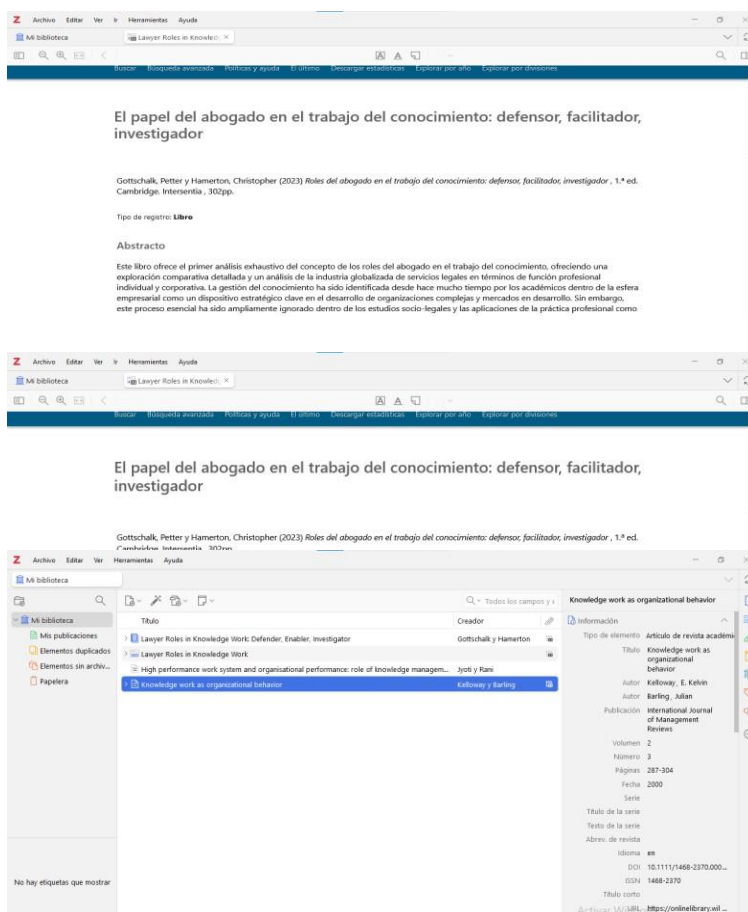 Z Archivo Editar Ver Ir Herramientas Ayuda
Mi biblioteca Lawyer Roles in Knowled
Buscar Búsqueda avanzada Políticas y ayuda El último Descargar estadísticas Explorar por año Explorar por divisiones
El papel del abogado en el trabajo del conocimiento: defensor, facilitador,
investigador
Gottschalk, Petter y Hamerton, Christopher (2023) Roles del abogado en el trabajo del conocimiento: defensor, facilitador, investigador , 1.ª ed.
Cambridge. Intersentia , 302pp.
Tipo de registro: Libro
Abstracto
Este libro ofrece el primer análisis exhaustivo del concepto de los roles del abogado en el trabajo del conocimiento, ofreciendo una
exploración comparativa detallada y un análisis de la industria globalizada de servicios legales en términos de función profesional
individual y corporativa. La gestión del conocimiento ha sido identificada desde hace mucho tiempo por los académicos dentro de la esfera
empresarial como un dispositivo estratégico clave en el desarrollo de organizaciones complejas y mercados en desarrollo. Sin embargo,
este proceso esencial ha sido ampliamente ignorado dentro de los estudios socio-legales y las aplicaciones de la práctica profesional como
Z Archivo Editar Ver Ir Herramientas Ayuda
Mi biblioteca Lawyer Roles in Knowled
Buscar Búsqueda avanzada Políticas y ayuda El último Descargar estadísticas Explorar por año Explorar por divisiones
El papel del abogado en el trabajo del conocimiento: defensor, facilitador,
investigador
Gottschalk, Petter y Hamerton, Christopher (2023) Roles del abogado en el trabajo del conocimiento: defensor, facilitador, investigador , 1.ª ed.
Cambridge. Intersentia , 302pp.
Z Archivo Editar Ver Herramientas Ayuda
Mi biblioteca
Todos los campos y e
Knowledge work as organizational behavior
Mi biblioteca
Mis publicaciones
Elementos duplicados
Elementos sin archiv...
Papelera
Título Creador
Lawyer Roles in Knowledge Work: Defender, Enabler, Investigator Gottschalk y Hamerton
Lawyer Roles in Knowledge Work
High performance work system and organisational performance: role of knowledge managem... Jyoti y Rani
Knowledge work as organizational behavior Kelloway y Barling
Información
Tipo de elemento Artículo de revista académi
Título Knowledge work as
organizational
behavior
Autor Kelloway, E. Kelvin
Autor Barling, Julian
Publicación International Journal
of Management
Reviews
Volumen 2
Número 3
Páginas 287-304
Fecha 2000
Serie
Título de la serie
Texto de la serie
Abrev. de revista
Idioma en
DOI 10.1111/1468-2370.000...
ISSN 1468-2370
Título corto
URL https://onlinelibrary.wil...
No hay etiquetas que mostrar